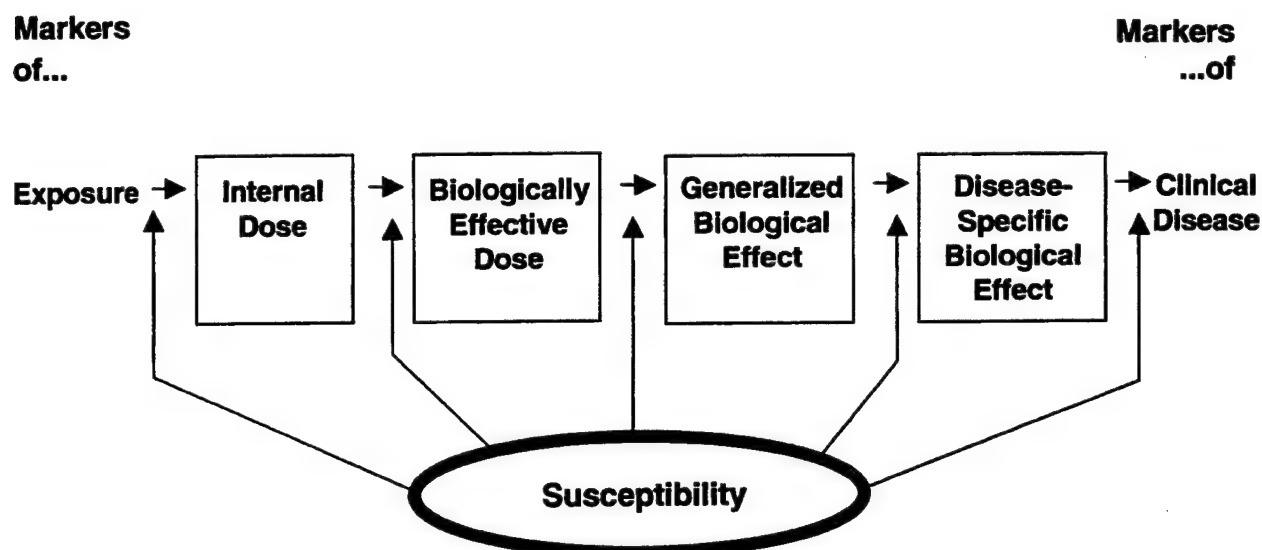 Markers
of...
Markers
...of
Exposure
Internal
Dose
Biologically
Effective
Dose
Generalized
Biological
Effect
Disease-
Specific
Biological
Effect
Clinical
Disease
Susceptibility